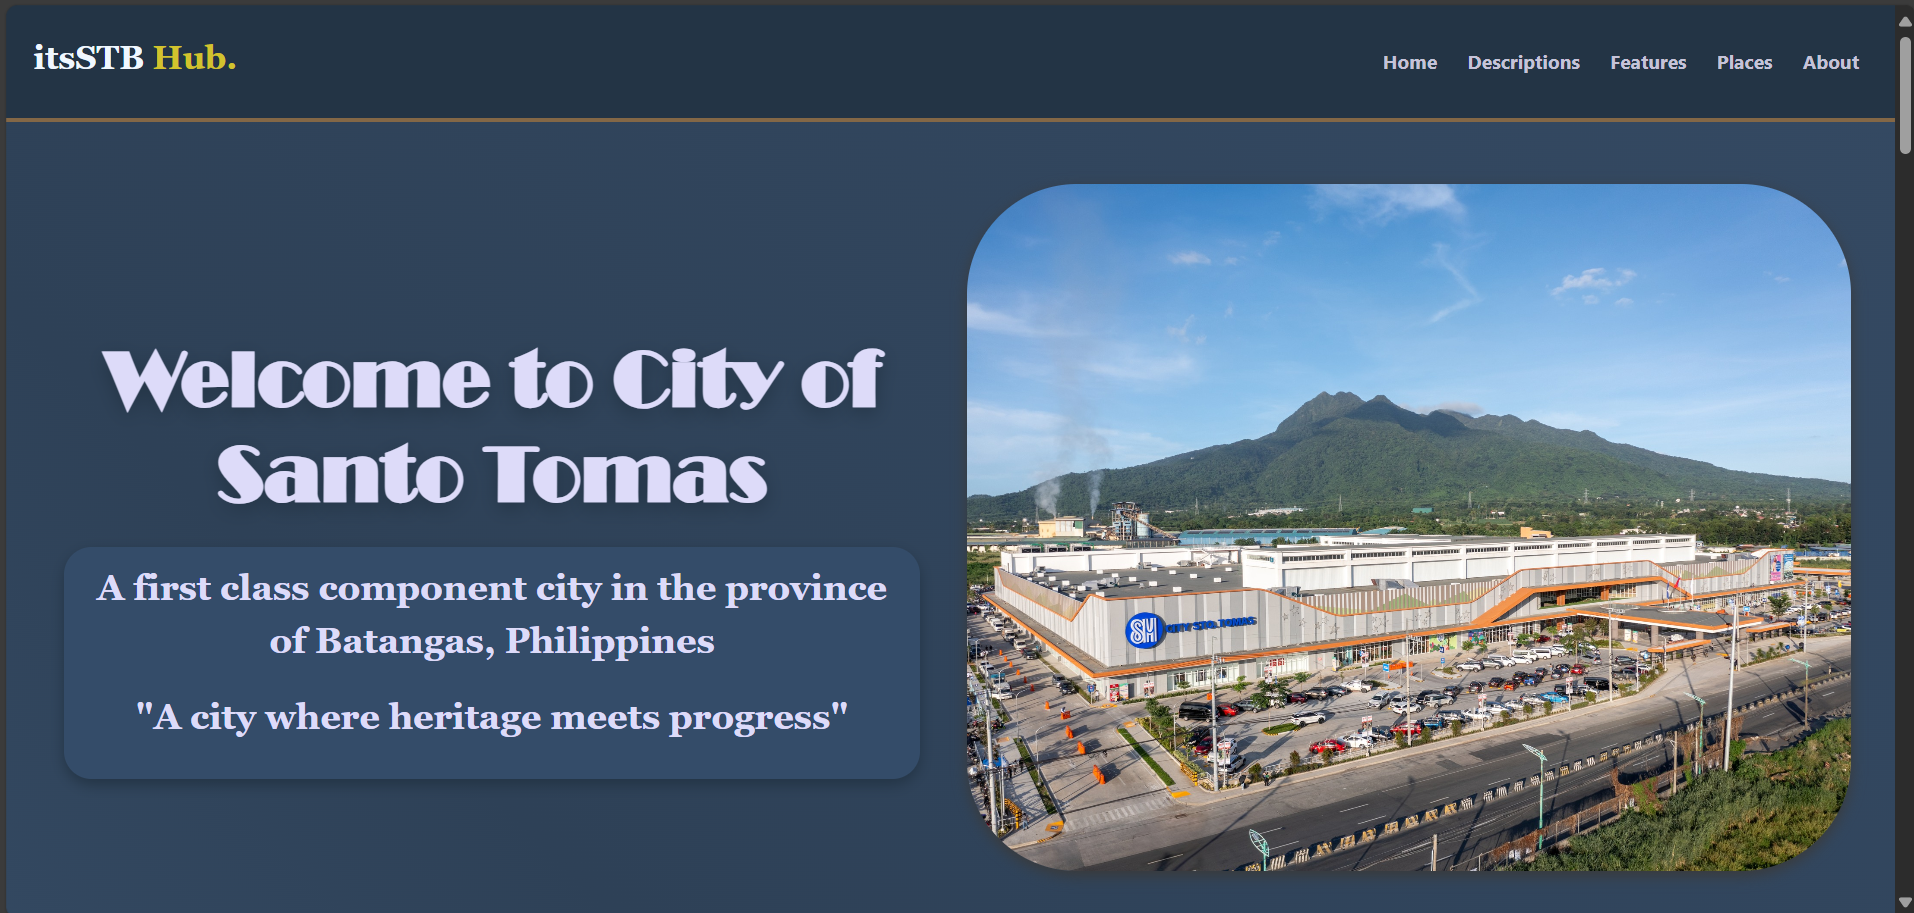 itsSTB Hub.
Home Descriptions Features Places About
Welcome to City of
Santo Tomas
A first class component city in the province
of Batangas, Philippines
"A city where heritage meets progress"
SM CITY STO. TOMAS